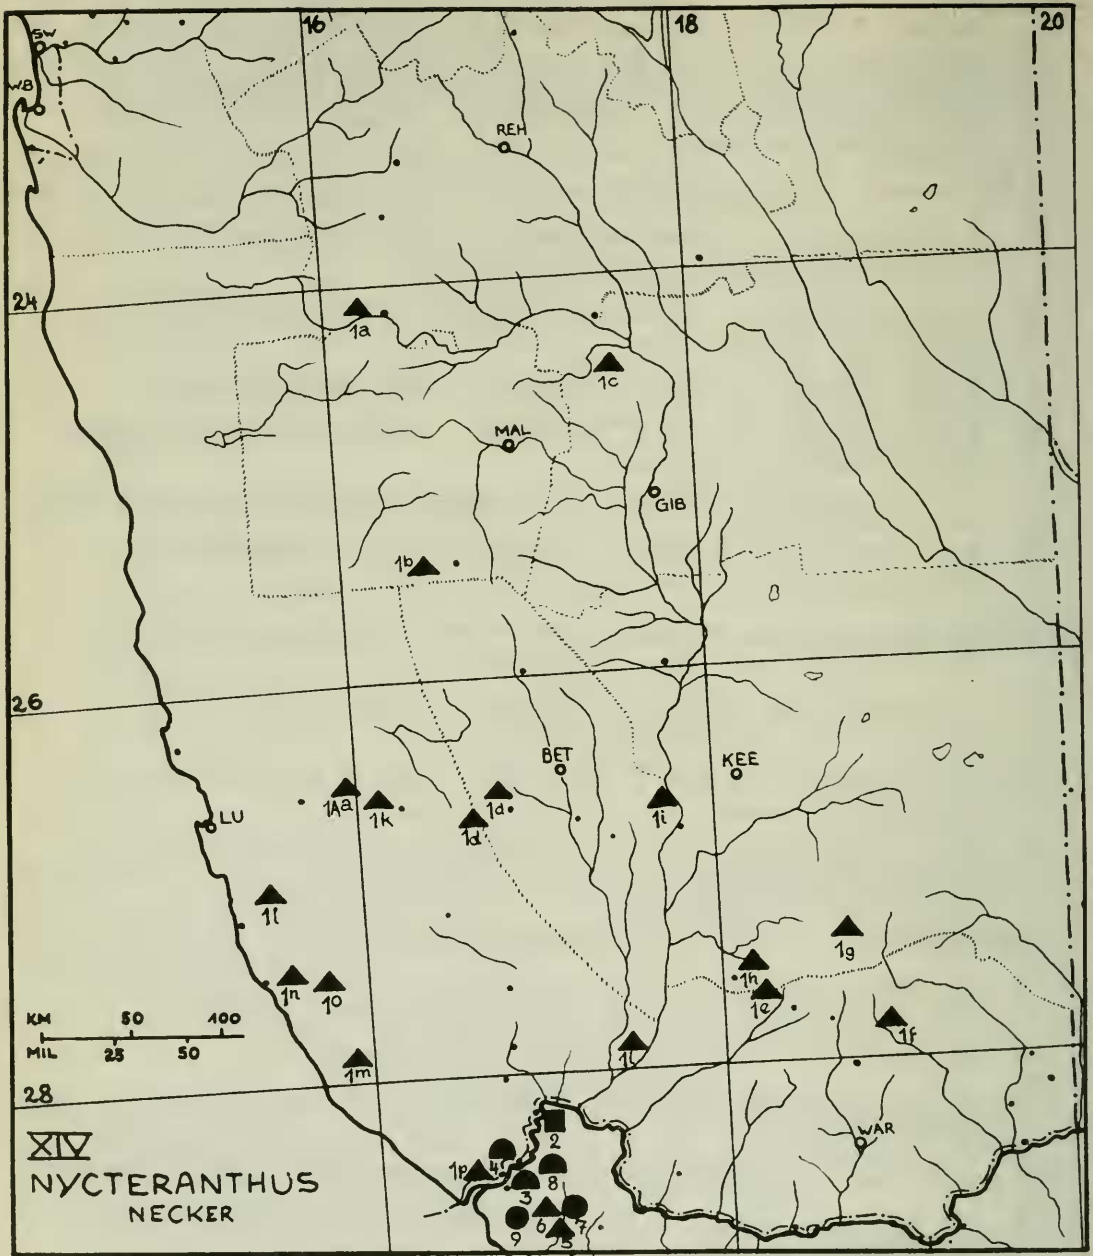 16
18
20
SW
WB
REH
24
1a
1c
MAL
GIB
1b
26
BET
KEE
1Aa
1k
1d
1d
1i
LU
1l
1g
1n
1o
1h
1e
1f
KM 50 100
MIL 25 50
1m
28
XIV
NYCTERANTHUS
NECKER
2
WAR
1p
4
3
8
6
7
9
5